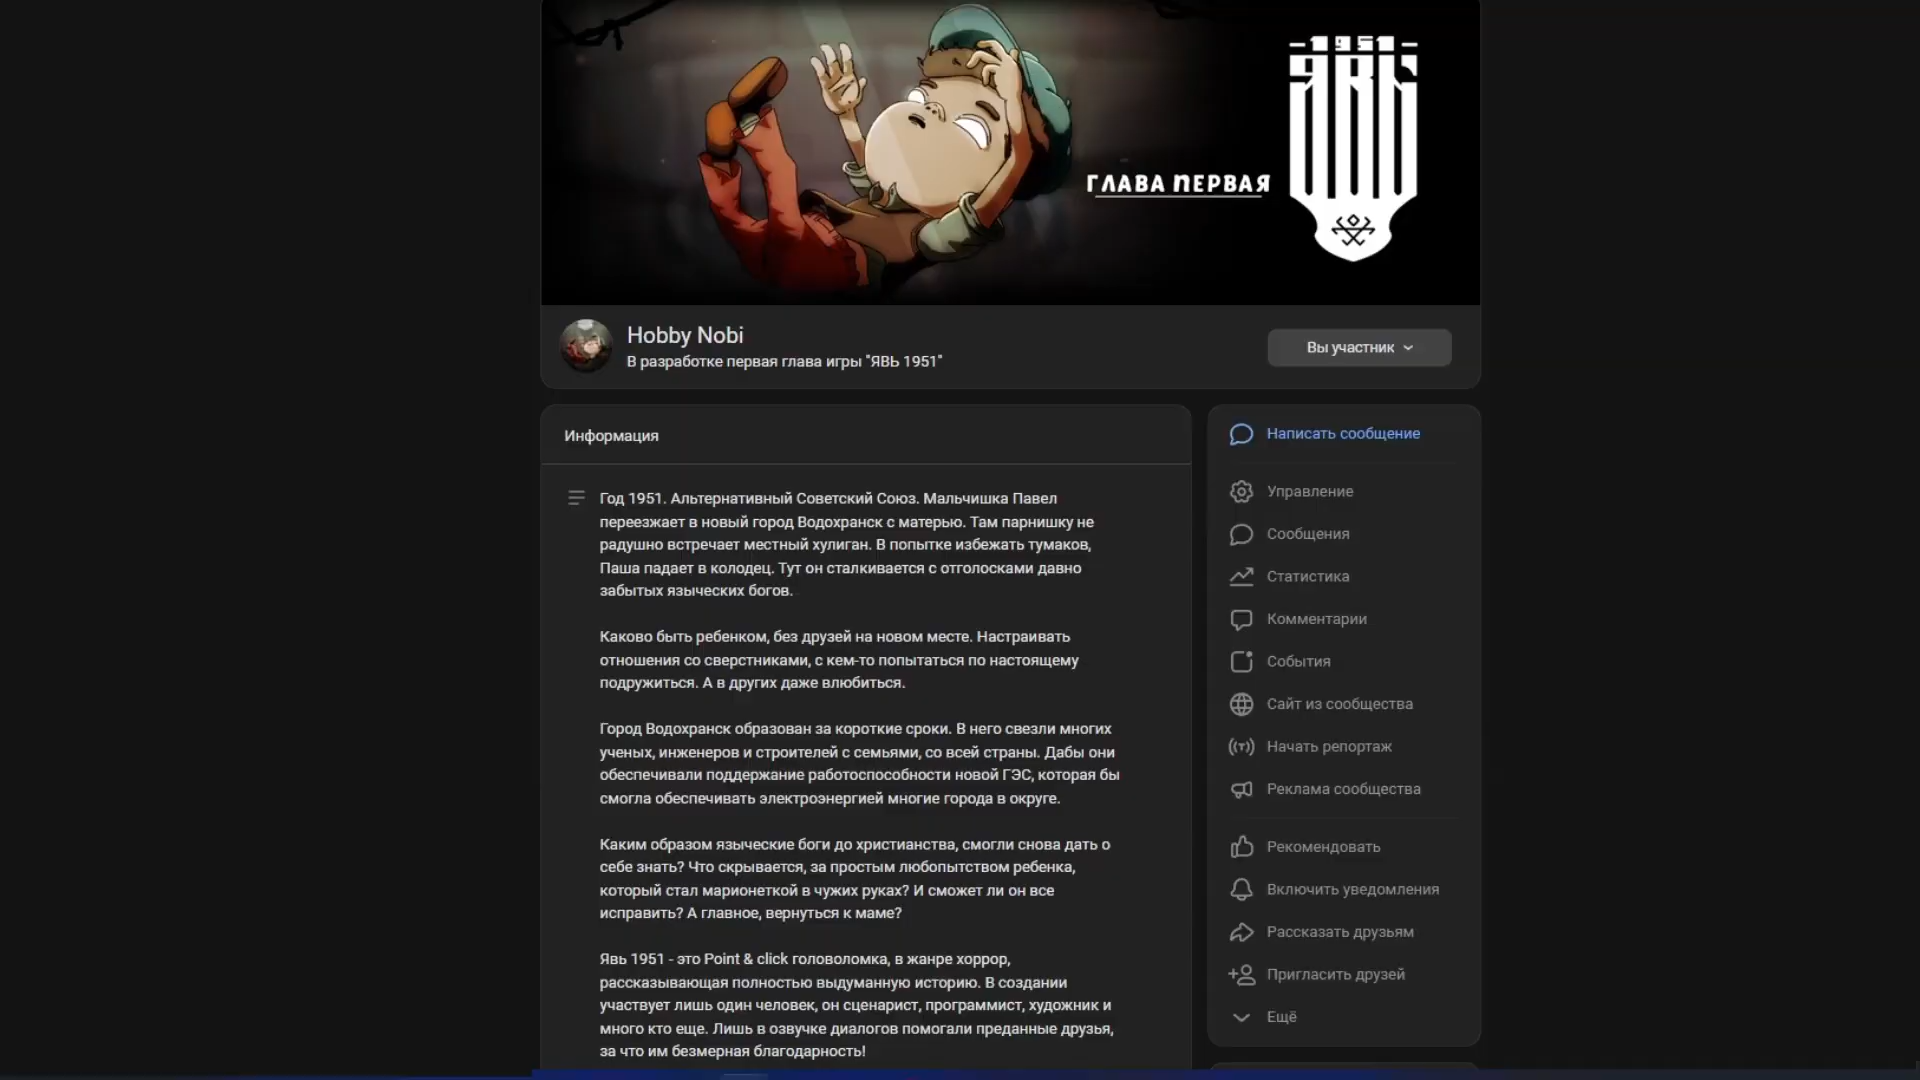 1951
ЯВЬ
ГЛАВА ПЕРВАЯ
Hobby Nobi
В разработке первая глава игры "ЯВЬ 1951"
Вы участник
Информация
Год 1951. Альтернативный Советский Союз. Мальчишка Павел
переезжает в новый город Водохранск с матерью. Там парнишку не
радушно встречает местный хулиган. В попытке избежать тумаков,
Паша падает в колодец. Тут он сталкивается с отголосками давно
забытых языческих богов.
Каково быть ребенком, без друзей на новом месте. Настраивать
отношения со сверстниками, с кем-то попытаться по настоящему
подружиться. А в других даже влюбиться.
Город Водохранск образован за короткие сроки. В него свезли многих
ученых, инженеров и строителей с семьями, со всей страны. Дабы они
обеспечивали поддержание работоспособности новой ГЭС, которая бы
смогла обеспечивать электроэнергией многие города в округе.
Каким образом языческие боги до христианства, смогли снова дать о
себе знать? Что скрывается, за простым любопытством ребенка,
который стал марионеткой в чужих руках? И сможет ли он все
исправить? А главное, вернуться к маме?
Явь 1951 - это Point & click головоломка, в жанре хоррор,
рассказывающая полностью выдуманную историю. В создании
участвует лишь один человек, он сценарист, программист, художник и
много кто еще. Лишь в озвучке диалогов помогали преданные друзья,
за что им безмерная благодарность!
Написать сообщение
Управление
Сообщения
Статистика
Комментарии
События
Сайт из сообщества
Начать репортаж
Реклама сообщества
Рекомендовать
Включить уведомления
Рассказать друзьям
Пригласить друзей
Ещё